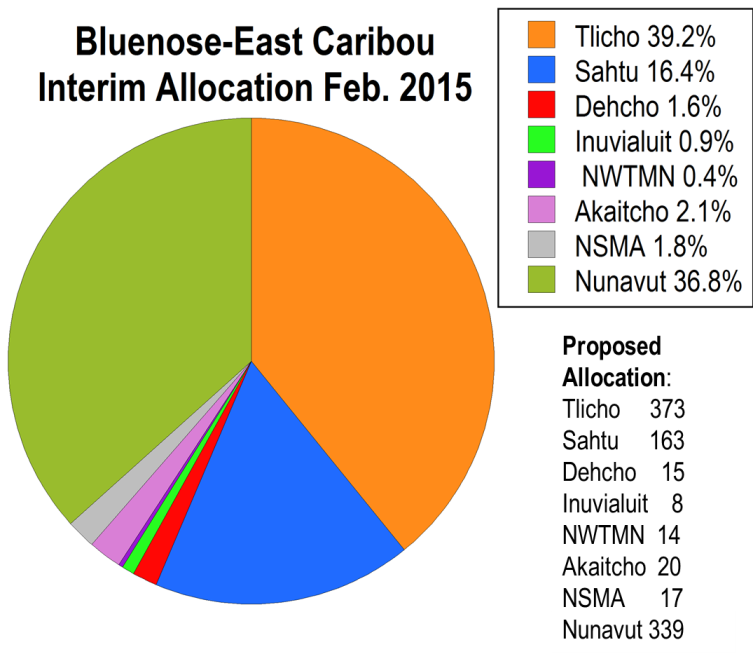 Bluenose-East Caribou
Interim Allocation Feb. 2015
Tlicho 39.2%
Sahtu 16.4%
Dehcho 1.6%
Inuvialuit 0.9%
NWTMN 0.4%
Akaitcho 2.1%
NSMA 1.8%
Nunavut 36.8%
Proposed
Allocation:
Tlicho 373
Sahtu 163
Dehcho 15
Inuvialuit 8
NWTMN 14
Akaitcho 20
NSMA 17
Nunavut 339